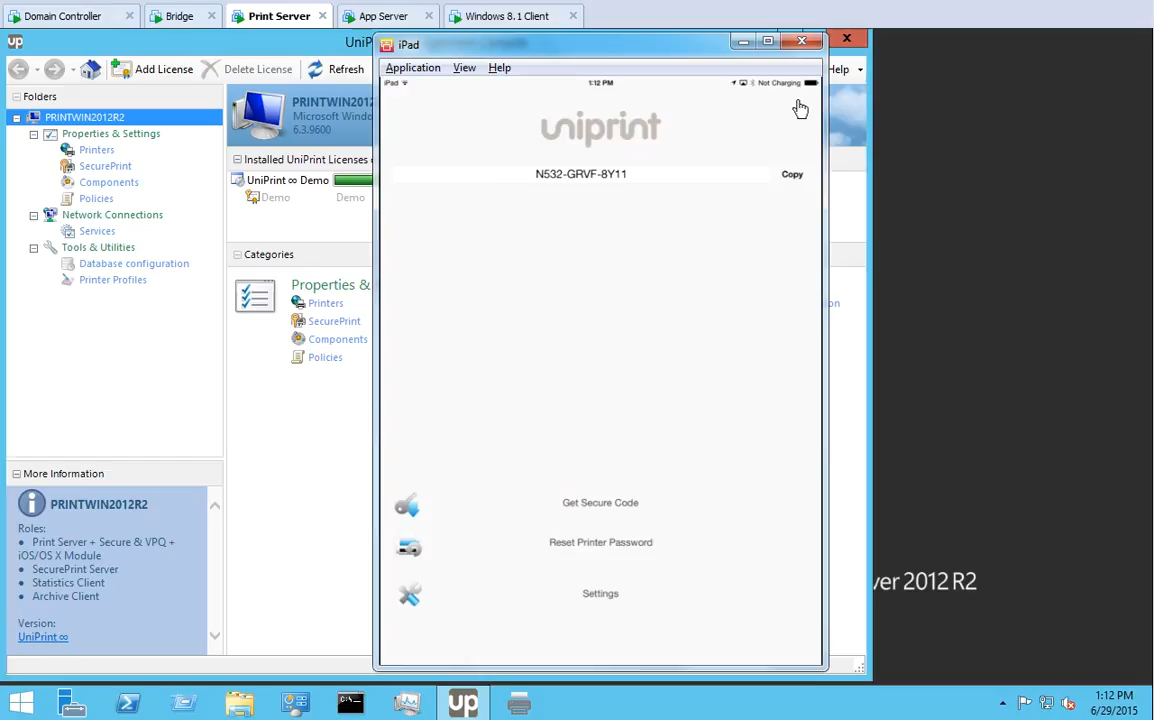 Domain Controller
Bridge
Print Server
App Server
Windows 8.1 Client
up
UniP
iPad
Add License
Delete License
Refresh
Help
Application View Help
iPad
1:12 PM
Not Charging
Folders
PRINTWIN2012R2
Properties & Settings
Printers
SecurePrint
Components
Policies
Network Connections
Services
Tools & Utilities
Database configuration
Printer Profiles
PRINTWIN2012
Microsoft Windo
6.3.9600
Installed UniPrint Licenses
UniPrint ∞ Demo
Demo Demo
Categories
Properties &
Printers
SecurePrint
Components
Policies
on
uniprint
N532-GRVF-8Y11 Copy
Get Secure Code
Reset Printer Password
Settings
More Information
PRINTWIN2012R2
Roles:
• Print Server + Secure & VPQ +
iOS/OS X Module
• SecurePrint Server
• Statistics Client
• Archive Client
Version:
UniPrint ∞
ver 2012 R2
up
1:12 PM
6/29/2015